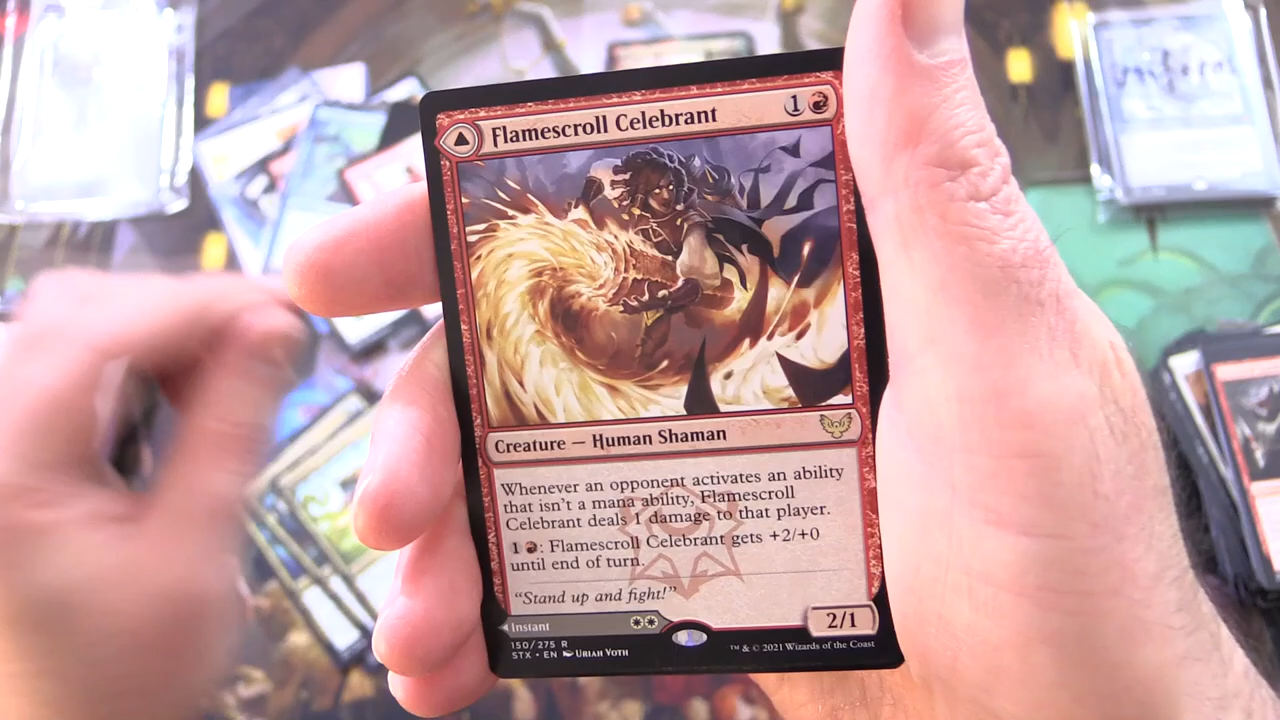 Flamescroll Celebrant 1
Creature — Human Shaman
Whenever an opponent activates an ability
that isn't a mana ability, Flamescroll
Celebrant deals 1 damage to that player.
1 : Flamescroll Celebrant gets +2/+0
until end of turn.
"Stand up and fight!"
Instant
2/1
150/275 R
STX • EN Uriah Voth
™ & © 2021 Wizards of the Coast